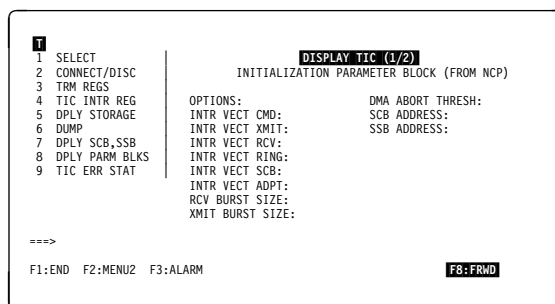 T
1 SELECT DISPLAY TIC (1/2)
2 CONNECT/DISC INITIALIZATION PARAMETER BLOCK (FROM NCP)
3 TRM REGS
4 TIC INTR REG OPTIONS: DMA ABORT THRESH:
5 DPLY STORAGE INTR VECT CMD: SCB ADDRESS:
6 DUMP INTR VECT XMIT: SSB ADDRESS:
7 DPLY SCB,SSB INTR VECT RCV:
8 DPLY PARM BLKS INTR VECT RING:
9 TIC ERR STAT INTR VECT SCB:
INTR VECT ADPT:
RCV BURST SIZE:
XMIT BURST SIZE:
===>
F1:END F2:MENU2 F3:ALARM F8:FRWD